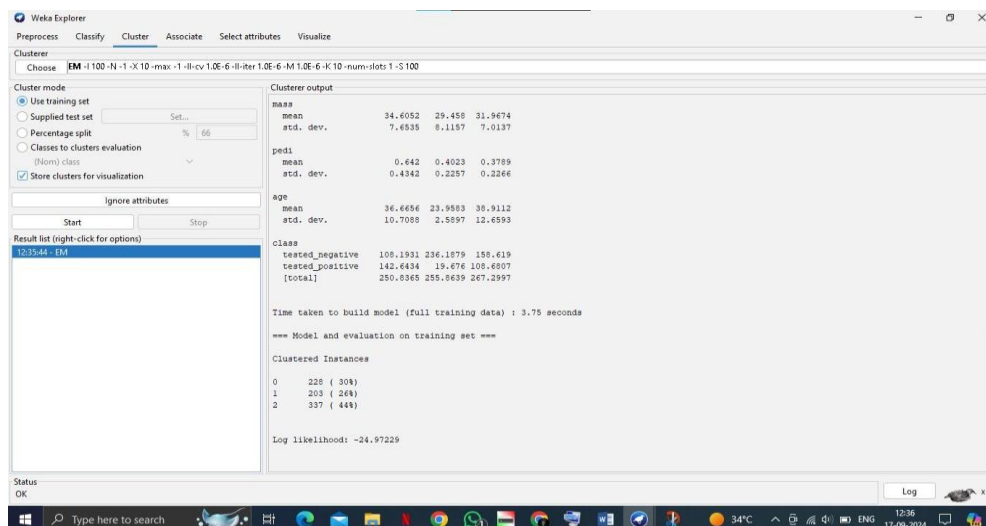 Weka Explorer
Preprocess Classify Cluster Associate Select attributes Visualize
Clusterer
Choose EM -I 100 -N -1 -X 10 -max -1 -ll-cv 1.0E-6 -ll-iter 1.0E-6 -M 1.0E-6 -K 10 -num-slots 1 -S 100
Cluster mode
Use training set
Supplied test set Set...
Percentage split % 66
Classes to clusters evaluation
(Nom) class
Store clusters for visualization
Ignore attributes
Start Stop
Result list (right-click for options)
12:35:44 - EM
Clusterer output
mass
mean 34.6052 29.458 31.9674
std. dev. 7.6535 8.1157 7.0137
pedi
mean 0.642 0.4023 0.3789
std. dev. 0.4342 0.2257 0.2266
age
mean 36.6656 23.9583 38.9112
std. dev. 10.7088 2.5897 12.6593
class
tested_negative 108.1931 236.1879 158.619
tested_positive 142.6434 19.676 108.6807
[total] 250.8365 255.8639 267.2997
Time taken to build model (full training data) : 3.75 seconds
=== Model and evaluation on training set ===
Clustered Instances
0 228 ( 30%)
1 203 ( 26%)
2 337 ( 44%)
Log likelihood: -24.97229
Status
OK
Log x
Type here to search
34°C ENG 12:36
17-09-2024